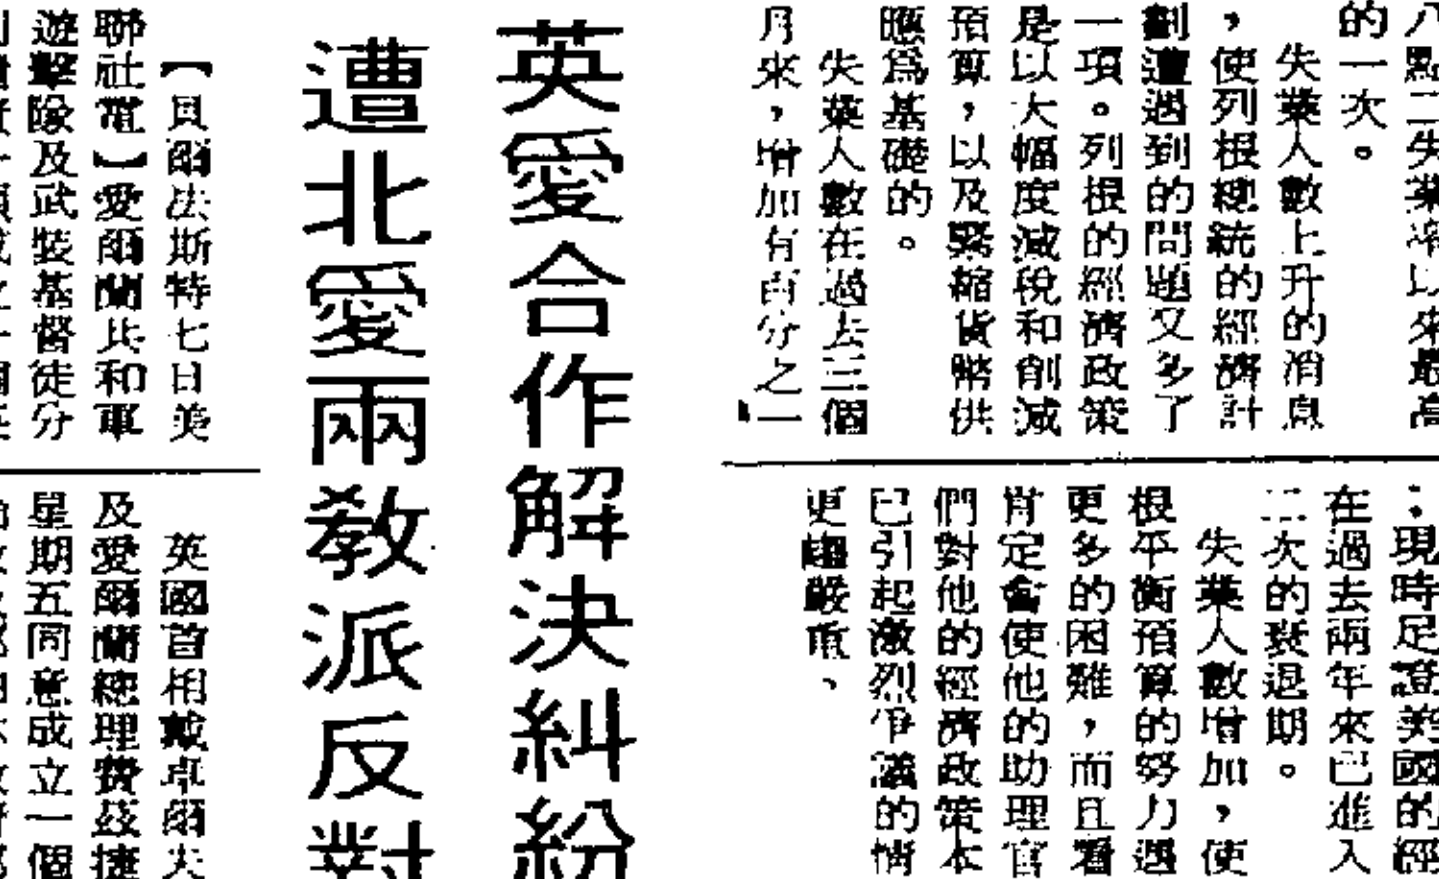 八點二失業率以來最高
的一次。
失業人數上升的消息
，使列根總統的經濟計
劃遭遇到的問題又多了
一項。列根的經濟政策
是以大幅度減稅和削減
預算，以及緊縮貨幣供
應爲基礎的。
失業人數在過去三個
月來，增加有百分之一
：現時足證美國的經
在過去兩年來已進入
二次的衰退期。
失業人數增加，使
根平衡預算的努力遇
更多的困難，而且看
肯定會使他的助理官
們對他的經濟政策本
已引起激烈爭議的情
更趨嚴重、
英愛合作解決糾紛
遭北愛兩教派反對
【貝爾法斯特七日美
聯社電】愛爾蘭共和軍
遊擊隊及武裝基督徒分
英國首相戴卓爾夫
及愛爾蘭總理費茲捷
星期五同意成立一個